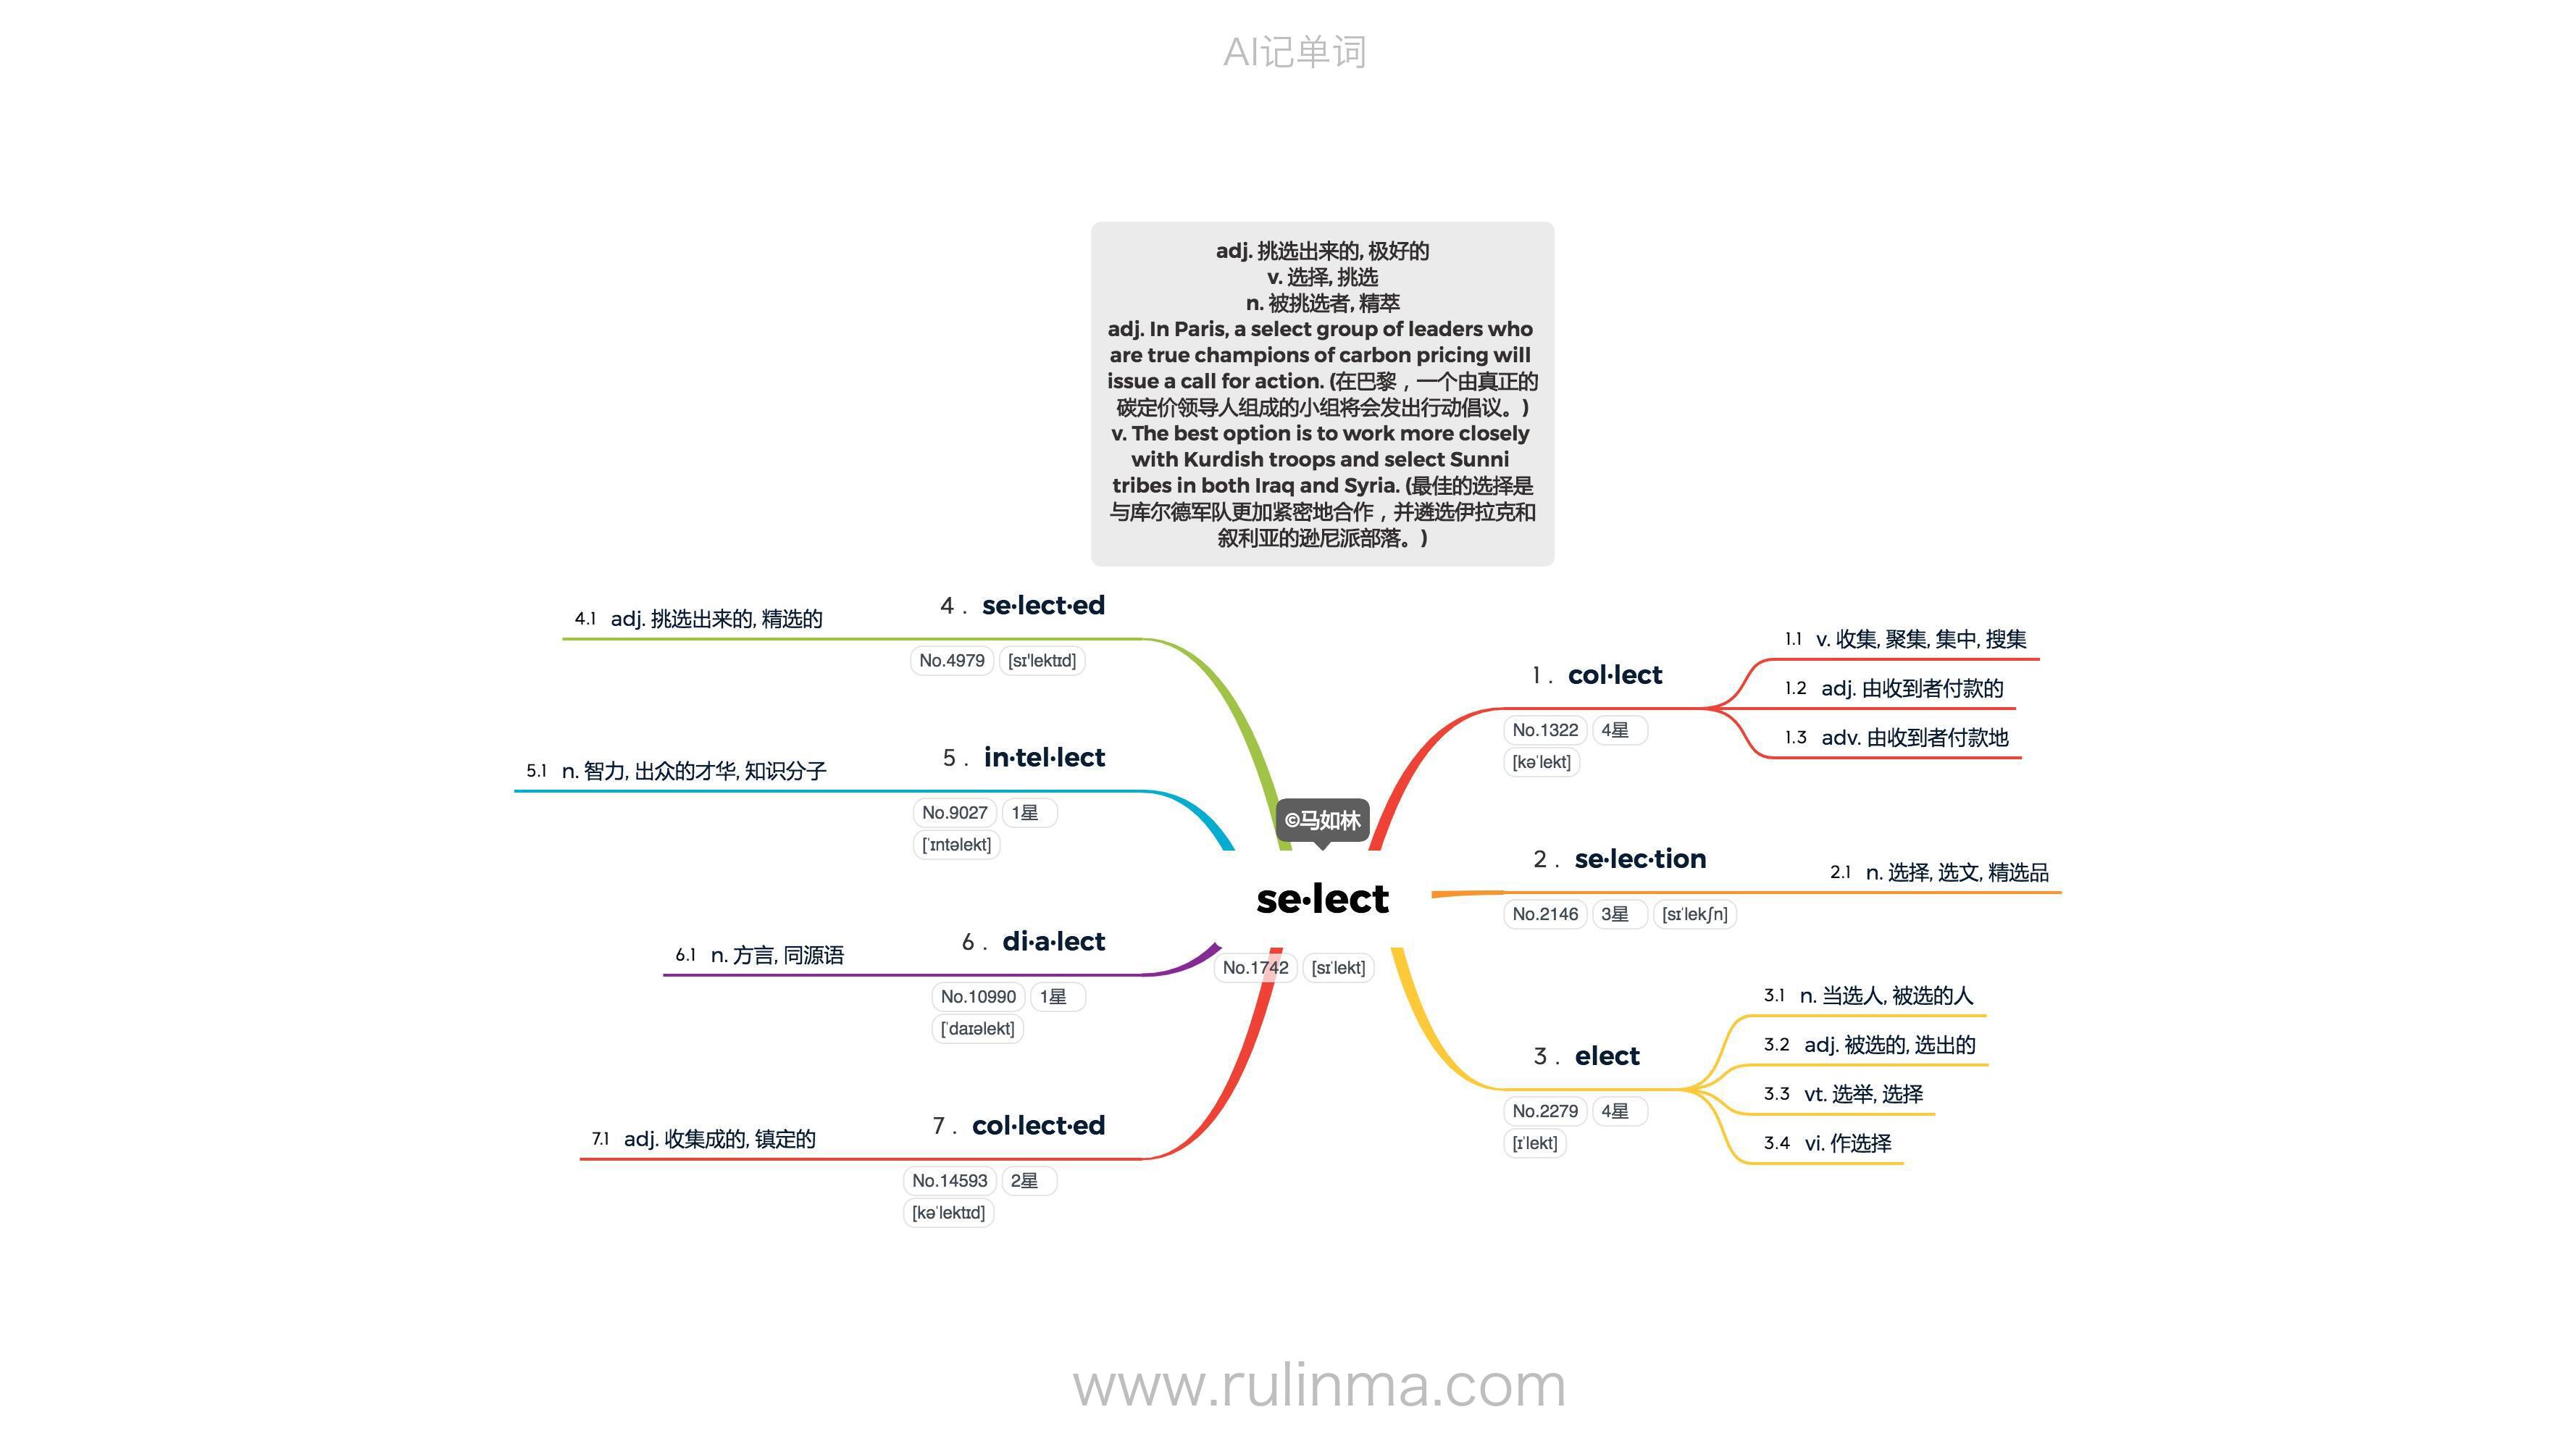 AI记单词
adj. 挑选出来的, 极好的
v. 选择, 挑选
n. 被挑选者, 精萃
adj. In Paris, a select group of leaders who
are true champions of carbon pricing will
issue a call for action. (在巴黎，一个由真正的
碳定价领导人组成的小组将会发出行动倡议。)
v. The best option is to work more closely
with Kurdish troops and select Sunni
tribes in both Iraq and Syria. (最佳的选择是
与库尔德军队更加紧密地合作，并遴选伊拉克和
叙利亚的逊尼派部落。)
©马如林
se·lect
No.1742 [sɪˈlekt]
1. col·lect
No.1322 4星
[kəˈlekt]
1.1 v. 收集, 聚集, 集中, 搜集
1.2 adj. 由收到者付款的
1.3 adv. 由收到者付款地
2. se·lec·tion
No.2146 3星 [sɪˈlekʃn]
2.1 n. 选择, 选文, 精选品
3. elect
No.2279 4星
[ɪˈlekt]
3.1 n. 当选人, 被选的人
3.2 adj. 被选的, 选出的
3.3 vt. 选举, 选择
3.4 vi. 作选择
4. se·lect·ed
No.4979 [sɪ'lektɪd]
4.1 adj. 挑选出来的, 精选的
5. in·tel·lect
No.9027 1星
[ˈɪntəlekt]
5.1 n. 智力, 出众的才华, 知识分子
6. di·a·lect
No.10990 1星
[ˈdaɪəlekt]
6.1 n. 方言, 同源语
7. col·lect·ed
No.14593 2星
[kəˈlektɪd]
7.1 adj. 收集成的, 镇定的
www.rulinma.com